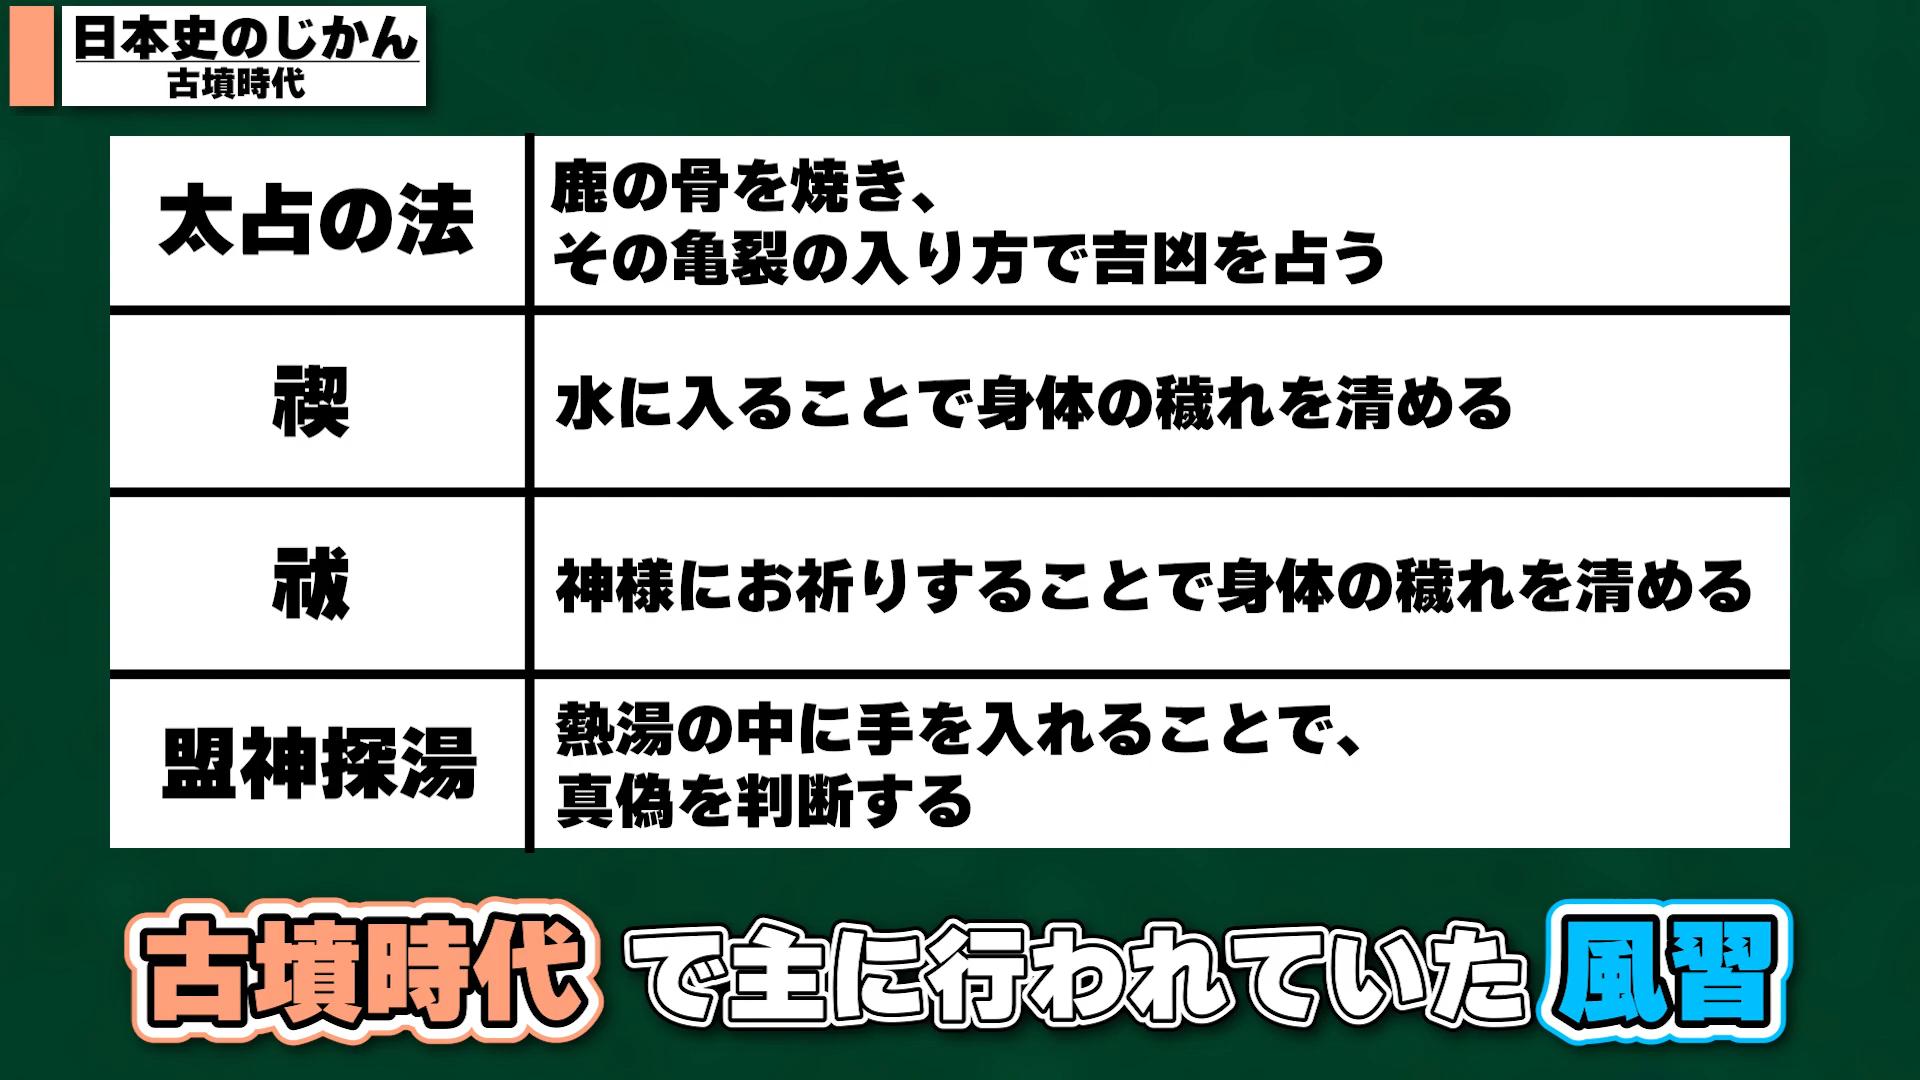 日本史のじかん
古墳時代
太占の法
鹿の骨を焼き、
その亀裂の入り方で吉凶を占う
禊
水に入ることで身体の穢れを清める
祓
神様にお祈りすることで身体の穢れを清める
盟神探湯
熱湯の中に手を入れることで、
真偽を判断する
古墳時代で主に行われていた風習